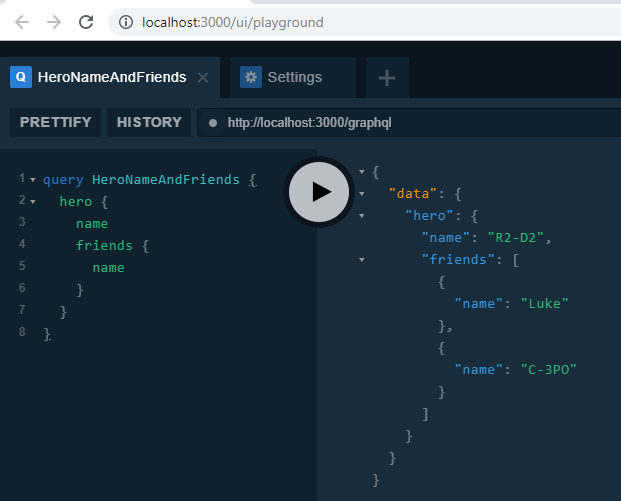 localhost:3000/ui/playground
Q HeroNameAndFriends Settings
PRETTIFY HISTORY http://localhost:3000/graphql
1 query HeroNameAndFriends {
2 hero {
3 name
4 friends {
5 name
6 }
7 }
8 }
{
"data": {
"hero": {
"name": "R2-D2",
"friends": [
{
"name": "Luke"
},
{
"name": "C-3PO"
}
]
}
}
}